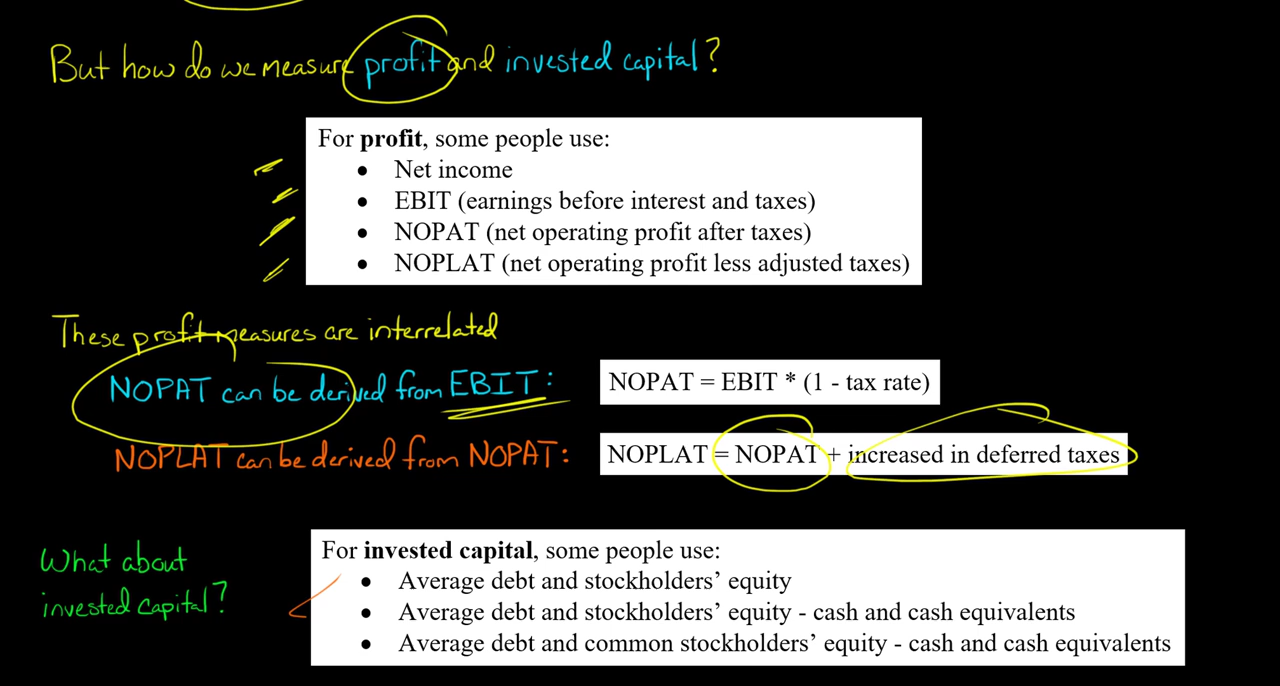 But how do we measure profit and invested capital?
For profit, some people use:
• Net income
• EBIT (earnings before interest and taxes)
• NOPAT (net operating profit after taxes)
• NOPLAT (net operating profit less adjusted taxes)
These profit measures are interrelated
NOPAT can be derived from EBIT:
NOPAT = EBIT * (1 - tax rate)
NOPLAT can be derived from NOPAT:
NOPLAT = NOPAT + increased in deferred taxes
What about
invested capital?
For invested capital, some people use:
• Average debt and stockholders’ equity
• Average debt and stockholders’ equity - cash and cash equivalents
• Average debt and common stockholders’ equity - cash and cash equivalents